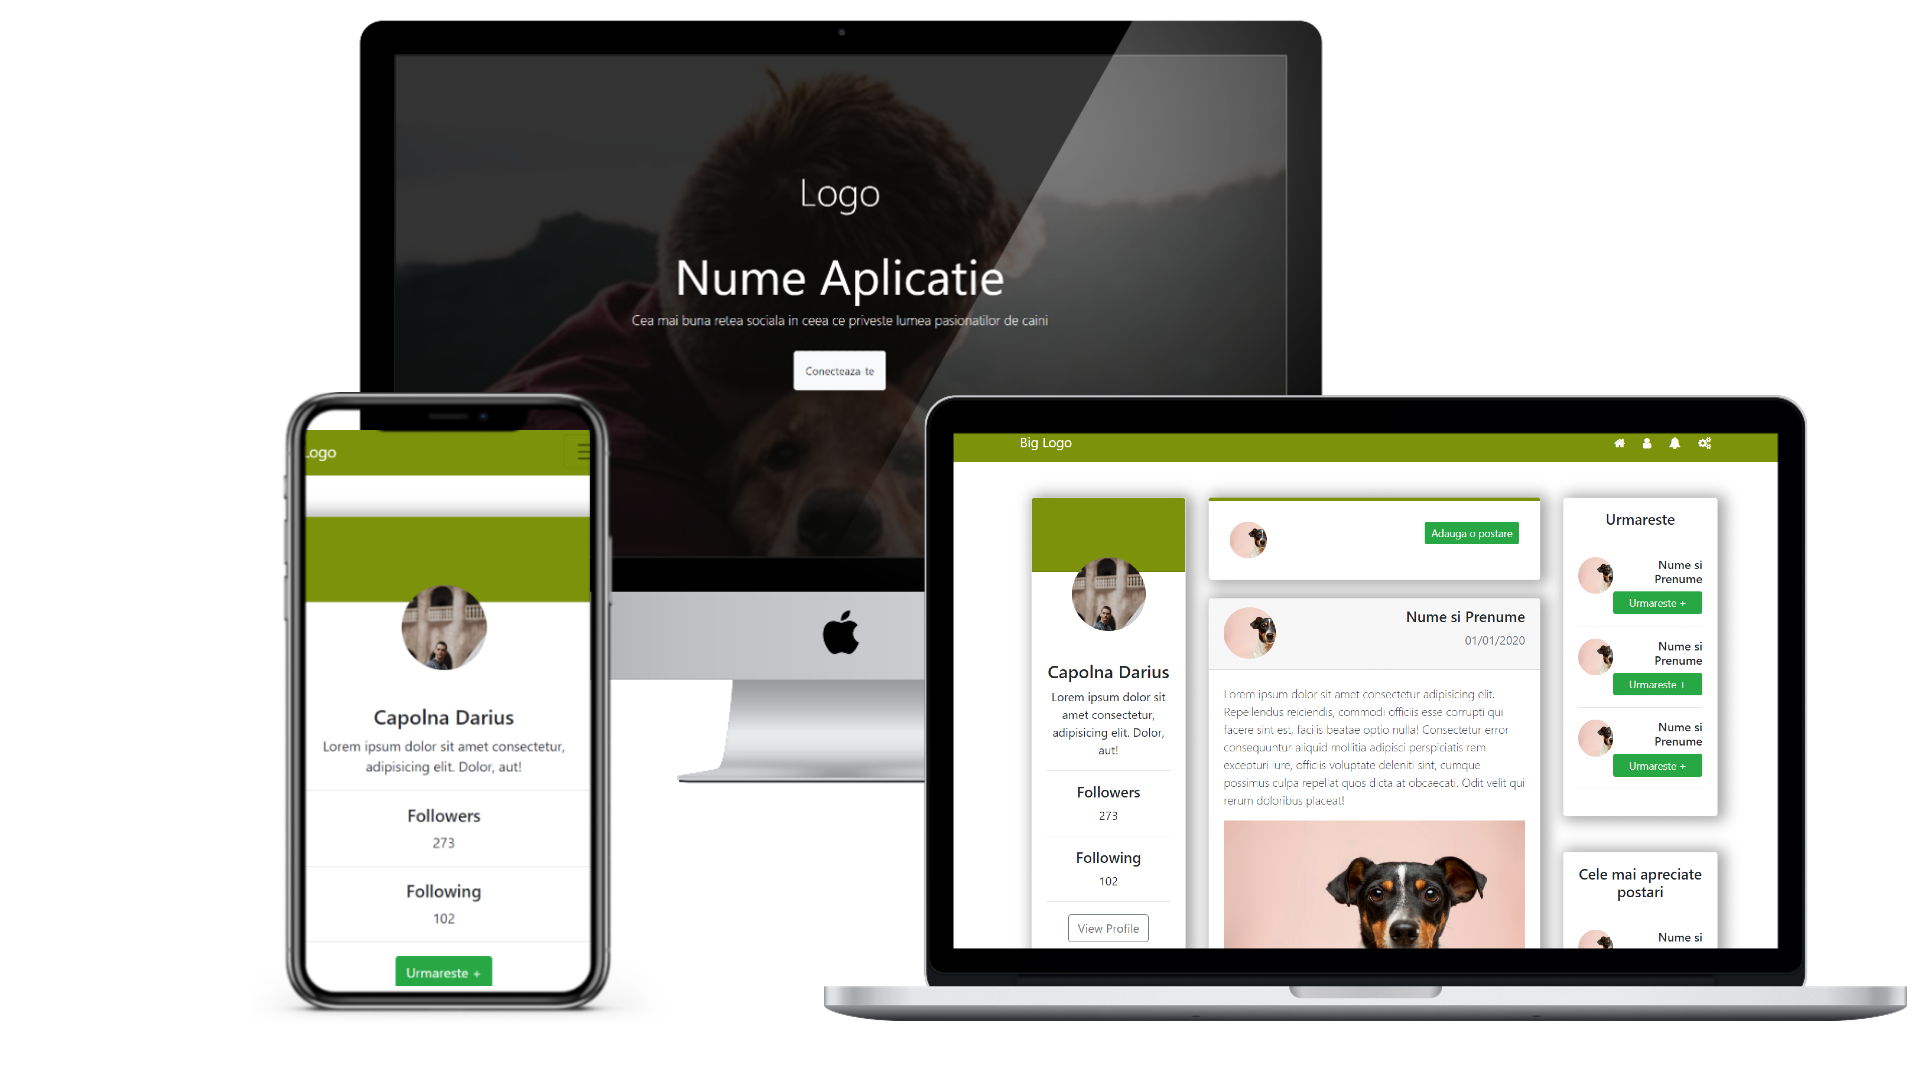 Logo
Nume Aplicatie
Cea mai buna retea sociala in ceea ce priveste lumea pasionatilor de caini
Conecteaza-te
Logo
Capolna Darius
Lorem ipsum dolor sit amet consectetur,
adipisicing elit. Dolor, aut!
Followers
273
Following
102
Urmareste +
Big Logo
Capolna Darius
Lorem ipsum dolor sit
amet consectetur,
adipisicing elit. Dolor,
aut!
Followers
273
Following
102
View Profile
Adauga o postare
Nume si Prenume
01/01/2020
Lorem ipsum dolor sit amet consectetur adipisicing elit.
Repellendus reiciendis, commodi officiis esse corrupti qui
facere sint est, facilis beatae optio nulla! Consectetur error
consequuntur aliquid mollitia adipisci perspiciatis rem
excepturi iure, officiis voluptate deleniti sint, cumque
possimus culpa repellat quos dicta at obcaecati. Odit velit qui
rerum doloribus placeat!
Urmareste
Nume si
Prenume
Urmareste +
Nume si
Prenume
Urmareste +
Nume si
Prenume
Urmareste +
Cele mai apreciate
postari
Nume si